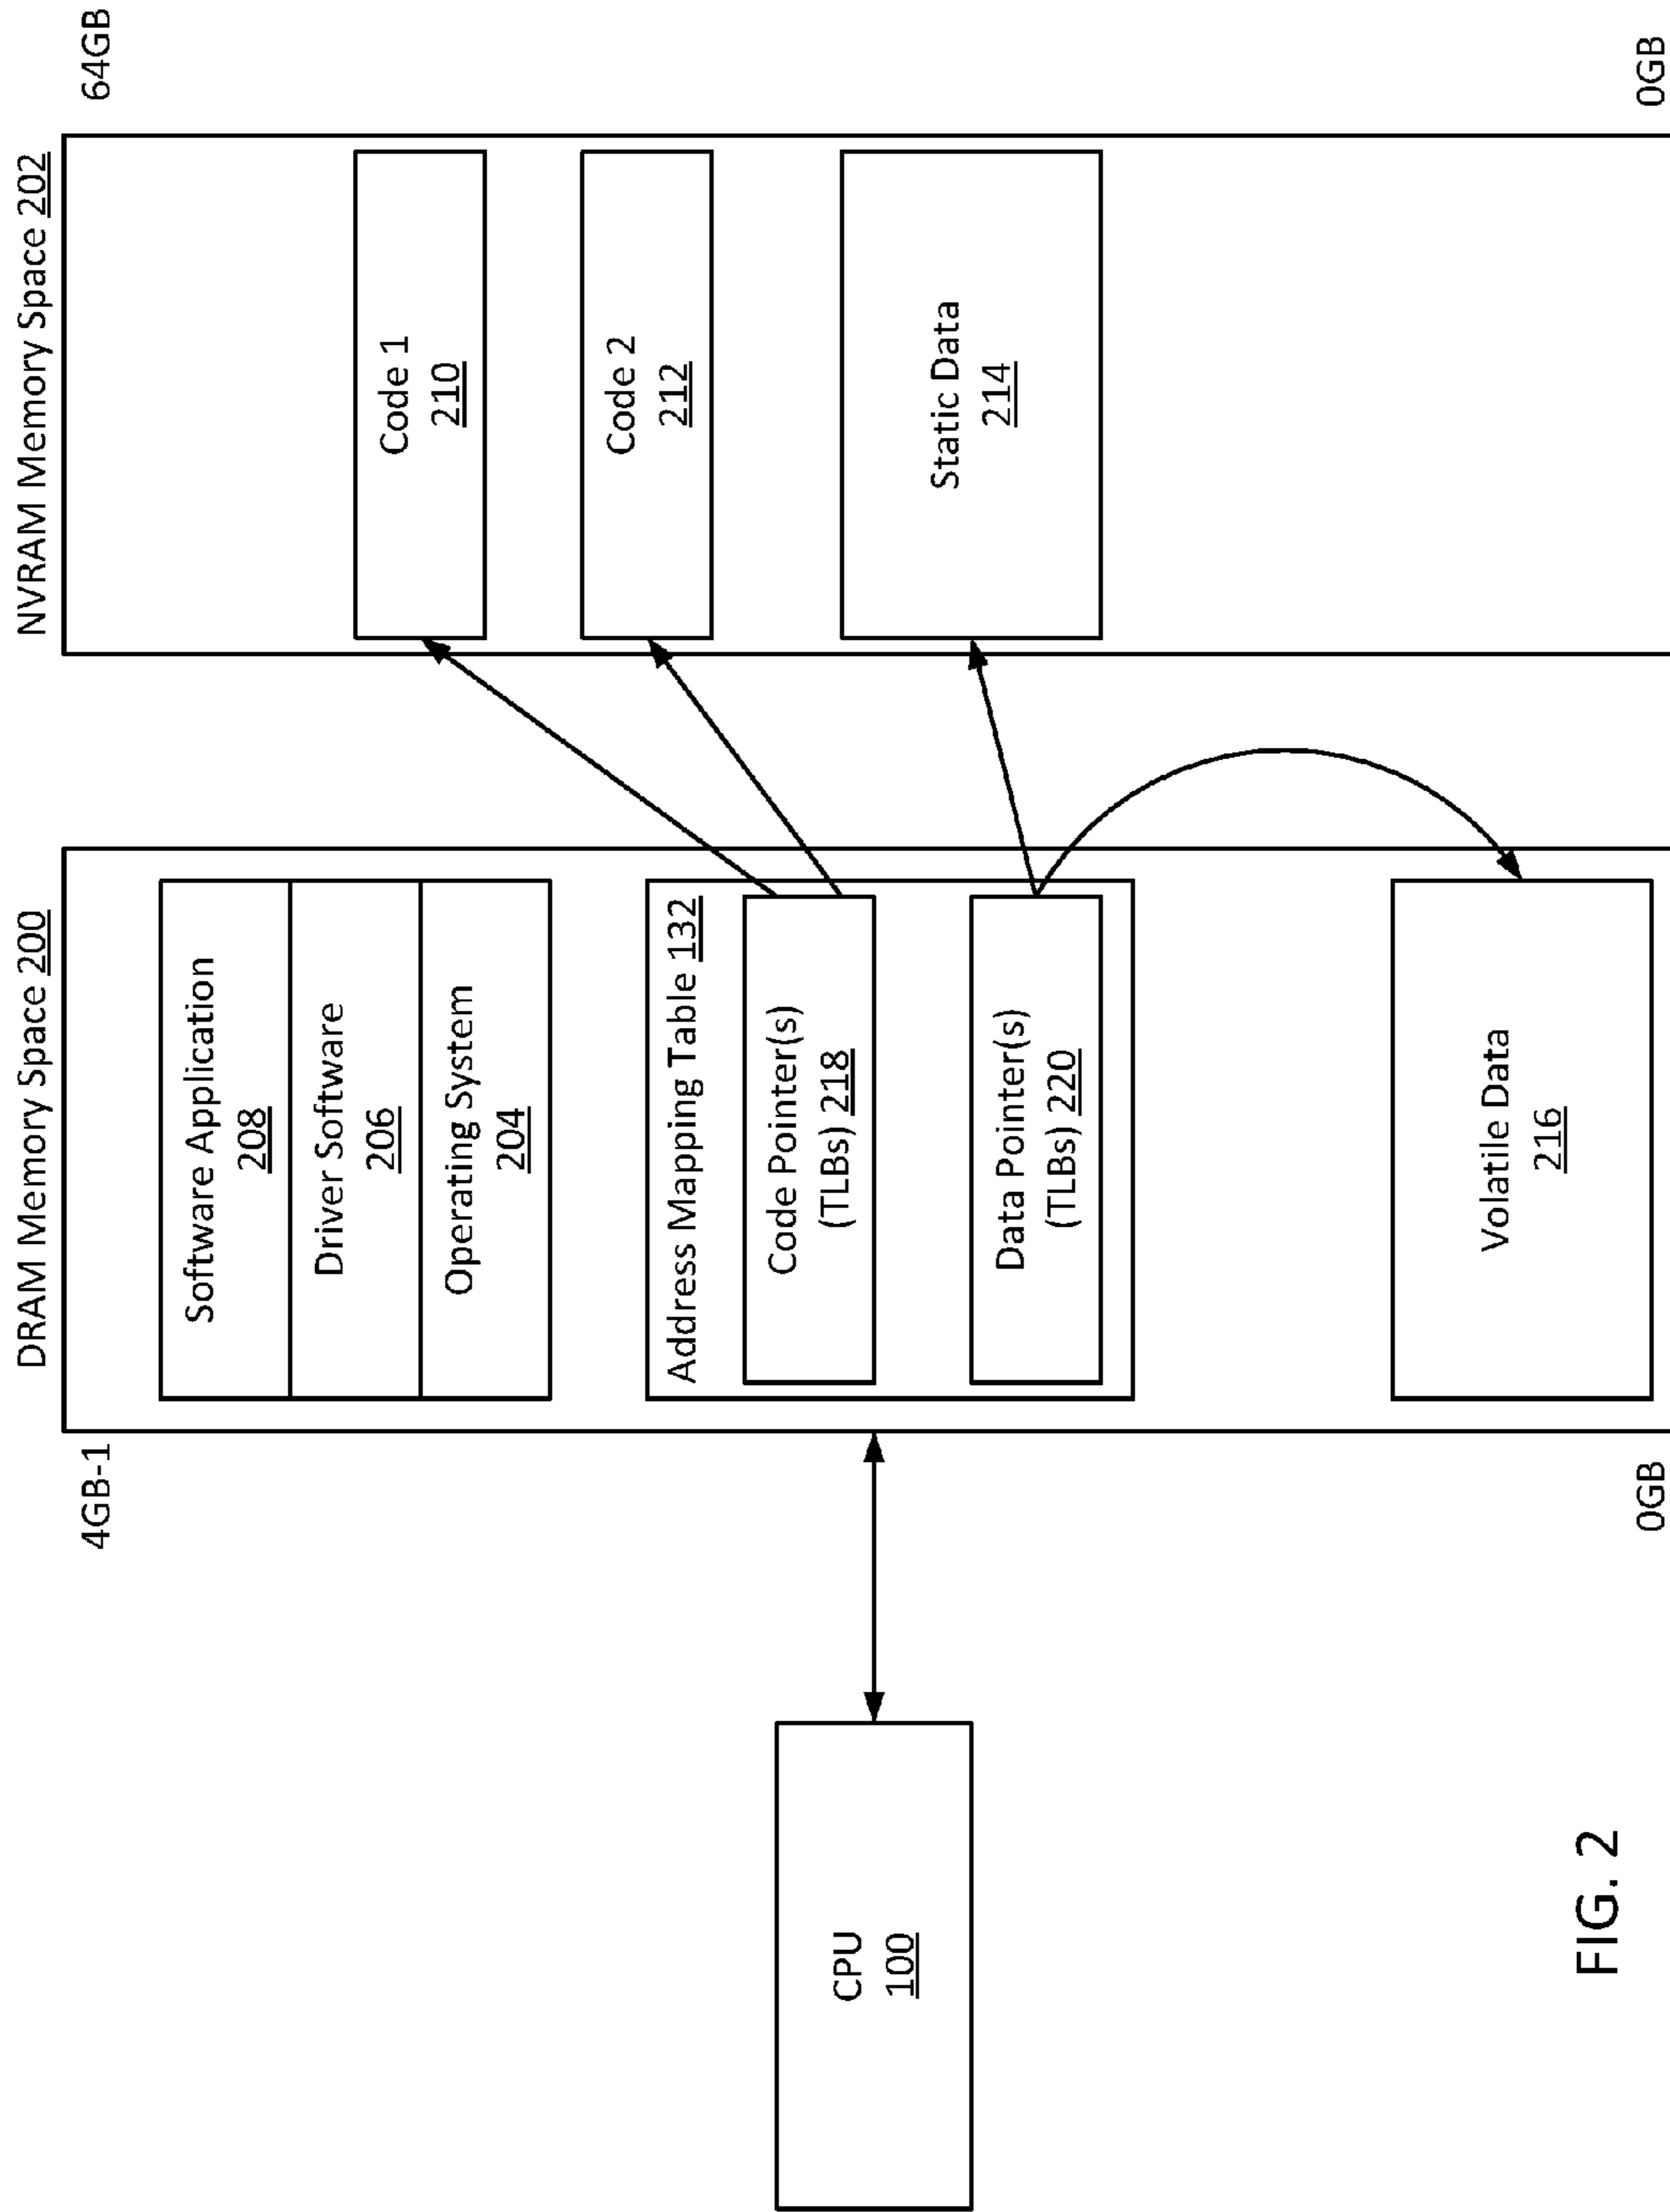 DRAM Memory Space 200
NVRAM Memory Space 202
4GB-1
64GB
Software Application
208
Driver Software
206
Operating System
204
Address Mapping Table 132
Code Pointer(s)
(TLBs) 218
Data Pointer(s)
(TLBs) 220
Volatile Data
216
Code 1
210
Code 2
212
Static Data
214
CPU
100
0GB
0GB
FIG. 2